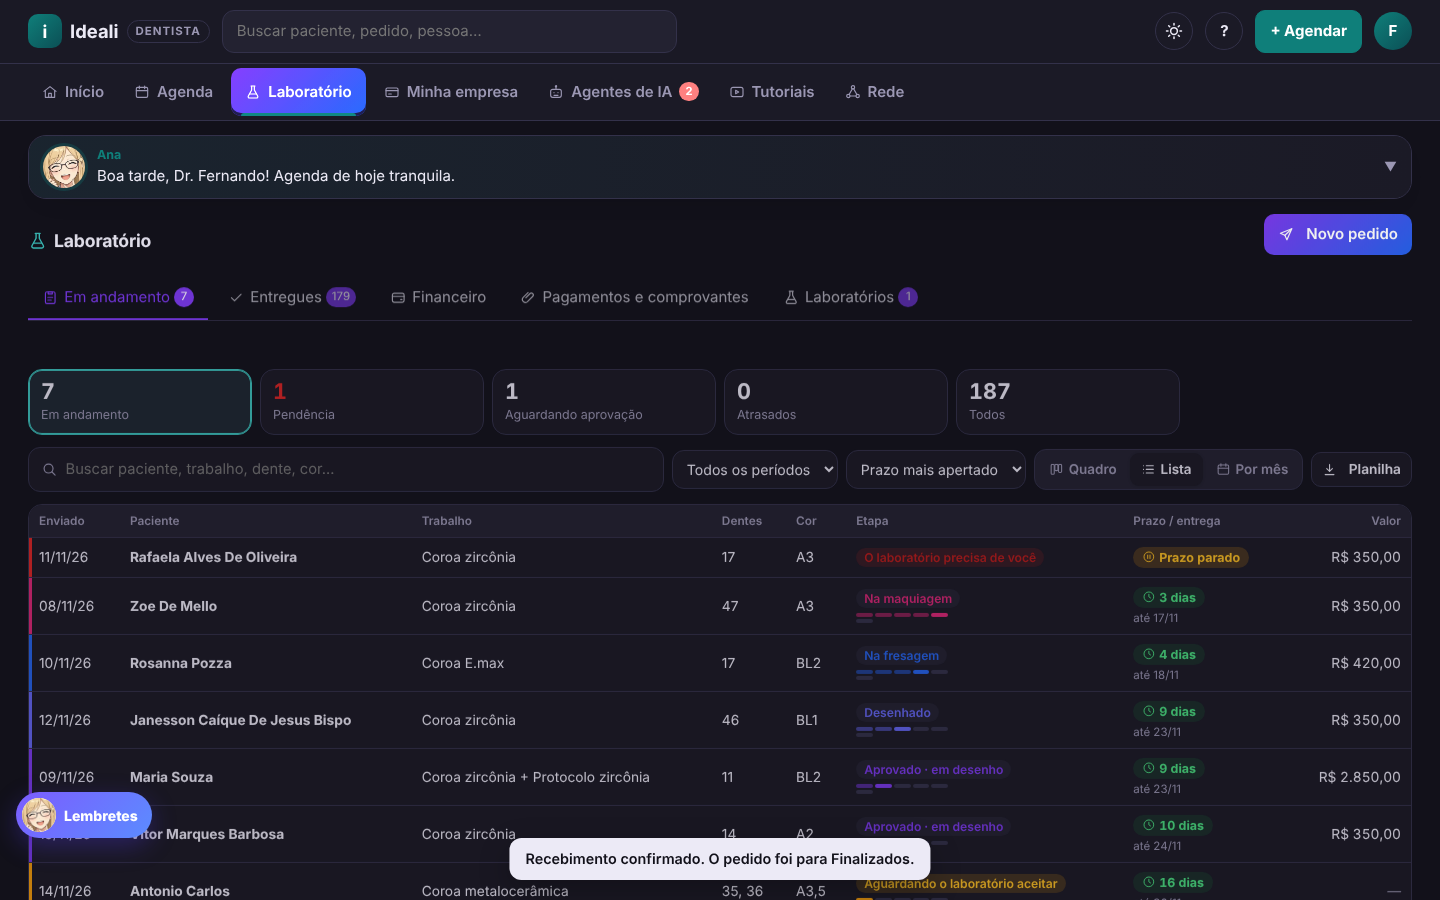 i Ideali DENTISTA Buscar paciente, pedido, pessoa... ? + Agendar F
Início Agenda Laboratório Minha empresa Agentes de IA 2 Tutoriais Rede
Ana
Boa tarde, Dr. Fernando! Agenda de hoje tranquila.
Laboratório Novo pedido
Em andamento 7 Entregues 179 Financeiro Pagamentos e comprovantes Laboratórios 1
7 1 1 0 187
Em andamento Pendência Aguardando aprovação Atrasados Todos
Buscar paciente, trabalho, dente, cor... Todos os períodos Prazo mais apertado Quadro Lista Por mês Planilha
Enviado Paciente Trabalho Dentes Cor Etapa Prazo / entrega Valor
11/11/26 Rafaela Alves De Oliveira Coroa zircônia 17 A3 O laboratório precisa de você Prazo parado R$ 350,00
08/11/26 Zoe De Mello Coroa zircônia 47 A3 Na maquiagem 3 dias até 17/11 R$ 350,00
10/11/26 Rosanna Pozza Coroa E.max 17 BL2 Na fresagem 4 dias até 18/11 R$ 420,00
12/11/26 Janesson Caíque De Jesus Bispo Coroa zircônia 46 BL1 Desenhado 9 dias até 23/11 R$ 350,00
09/11/26 Maria Souza Coroa zircônia + Protocolo zircônia 11 BL2 Aprovado · em desenho 9 dias até 23/11 R$ 2.850,00
Lembretes
Vitor Marques Barbosa Coroa zircônia 14 A2 Aprovado · em desenho 10 dias até 24/11 R$ 350,00
Recebimento confirmado. O pedido foi para Finalizados.
14/11/26 Antonio Carlos Coroa metalocerâmica 35, 36 A3,5 Aguardando o laboratório aceitar 16 dias —